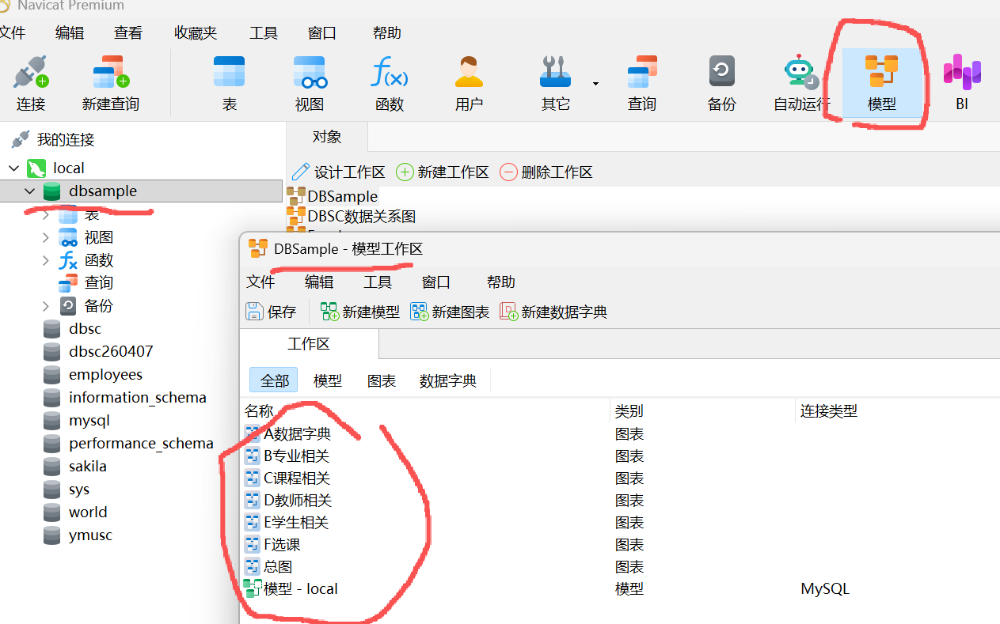 Navicat Premium
文件 编辑 查看 收藏夹 工具 窗口 帮助
连接 新建查询 表 视图 函数 用户 其它 查询 备份 自动运行 模型 BI
我的连接 对象
local 设计工作区 新建工作区 删除工作区
dbsample DBSample
表 DBSC数据关系图
视图
函数
查询
备份
dbsc
dbsc260407
employees
information_schema
mysql
performance_schema
sakila
sys
world
ymusc
DBSample - 模型工作区
文件 编辑 工具 窗口 帮助
保存 新建模型 新建图表 新建数据字典
工作区
全部 模型 图表 数据字典
名称 类别 连接类型
A数据字典 图表
B专业相关 图表
C课程相关 图表
D教师相关 图表
E学生相关 图表
F选课 图表
总图 图表
模型 - local 模型 MySQL